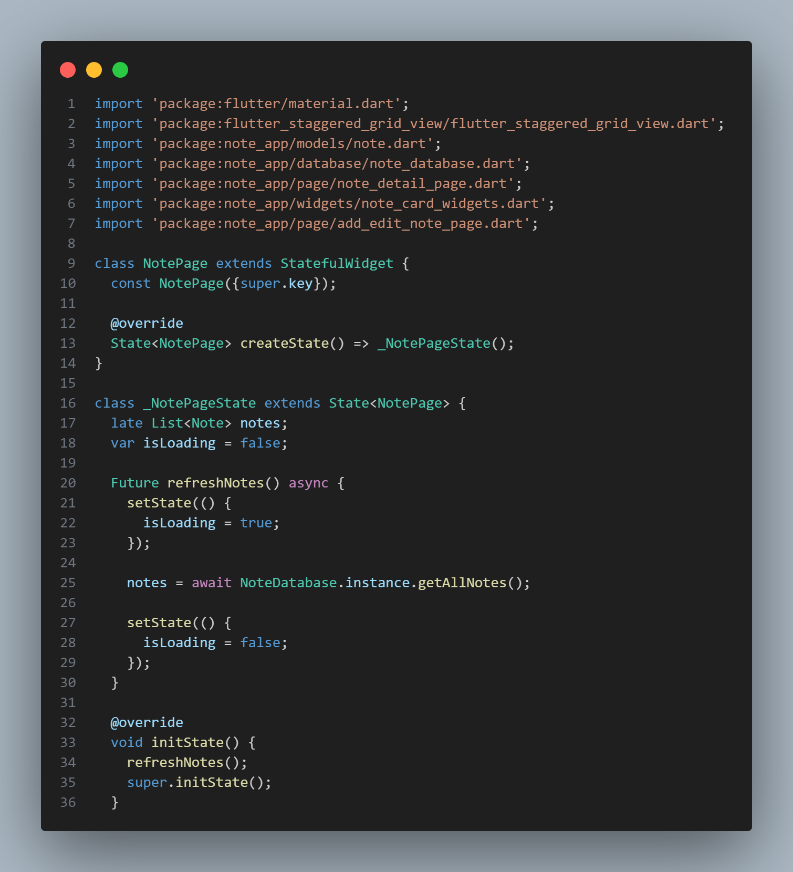 1 import 'package:flutter/material.dart';
2 import 'package:flutter_staggered_grid_view/flutter_staggered_grid_view.dart';
3 import 'package:note_app/models/note.dart';
4 import 'package:note_app/database/note_database.dart';
5 import 'package:note_app/page/note_detail_page.dart';
6 import 'package:note_app/widgets/note_card_widgets.dart';
7 import 'package:note_app/page/add_edit_note_page.dart';
8
9 class NotePage extends StatefulWidget {
10   const NotePage({super.key});
11
12   @override
13   State<NotePage> createState() => _NotePageState();
14 }
15
16 class _NotePageState extends State<NotePage> {
17   late List<Note> notes;
18   var isLoading = false;
19
20   Future refreshNotes() async {
21     setState(() {
22       isLoading = true;
23     });
24
25     notes = await NoteDatabase.instance.getAllNotes();
26
27     setState(() {
28       isLoading = false;
29     });
30   }
31
32   @override
33   void initState() {
34     refreshNotes();
35     super.initState();
36   }